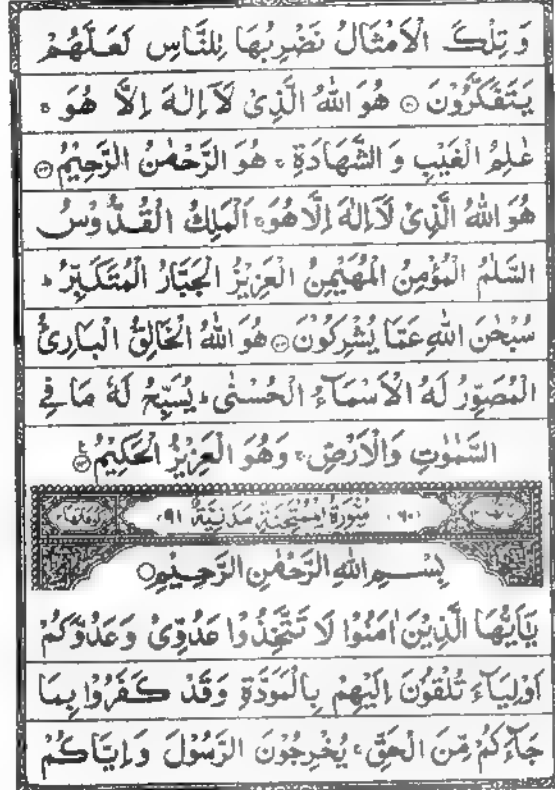 وَ تِلْكَ الْاَمْثَالُ نَضْرِبُهَا لِلنَّاسِ لَعَلَّهُمْ
يَتَفَكَّرُوْنَ ۝ هُوَ اللّٰهُ الَّذِیْ لَاۤ اِلٰهَ اِلَّا هُوَ ۚ
عٰلِمُ الْغَیْبِ وَ الشَّهَادَةِ ۚ هُوَ الرَّحْمٰنُ الرَّحِیْمُ ۝
هُوَ اللّٰهُ الَّذِیْ لَاۤ اِلٰهَ اِلَّا هُوَ ۚ اَلْمَلِكُ الْقُدُّوْسُ
السَّلٰمُ الْمُؤْمِنُ الْمُهَیْمِنُ الْعَزِیْزُ الْجَبَّارُ الْمُتَكَبِّرُ ؕ
سُبْحٰنَ اللّٰهِ عَمَّا یُشْرِكُوْنَ ۝ هُوَ اللّٰهُ الْخَالِقُ الْبَارِئُ
الْمُصَوِّرُ لَهُ الْاَسْمَآءُ الْحُسْنٰی ؕ یُسَبِّحُ لَهٗ مَا فِی
السَّمٰوٰتِ وَالْاَرْضِ ۚ وَهُوَ الْعَزِیْزُ الْحَكِیْمُ ۝
(٦٠) سُوْرَةُ الْمُمْتَحِنَةِ مَدَنِیَّةٌ (٩١)
بِسْمِ اللّٰهِ الرَّحْمٰنِ الرَّحِیْمِ ۝
یٰۤاَیُّهَا الَّذِیْنَ اٰمَنُوْا لَا تَتَّخِذُوْا عَدُوِّیْ وَعَدُوَّكُمْ
اَوْلِیَآءَ تُلْقُوْنَ اِلَیْهِمْ بِالْمَوَدَّةِ وَقَدْ كَفَرُوْا بِمَا
جَآءَكُمْ مِّنَ الْحَقِّ ۚ یُخْرِجُوْنَ الرَّسُوْلَ وَاِیَّاكُمْ